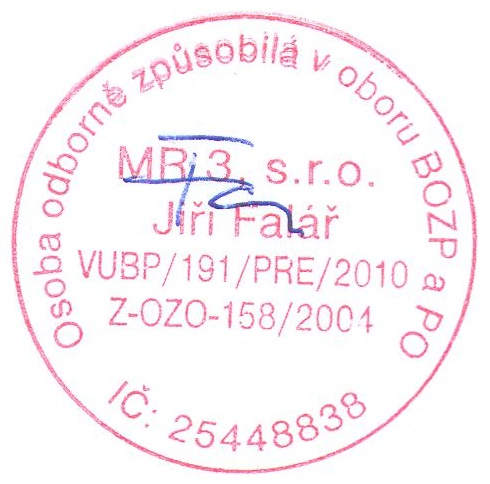 Osoba odborně způsobilá v oboru BOZP a PO
MR 3, s.r.o.
Jiří Falář
VUBP/191/PRE/2010
Z-OZO-158/2004
IČ: 25448838